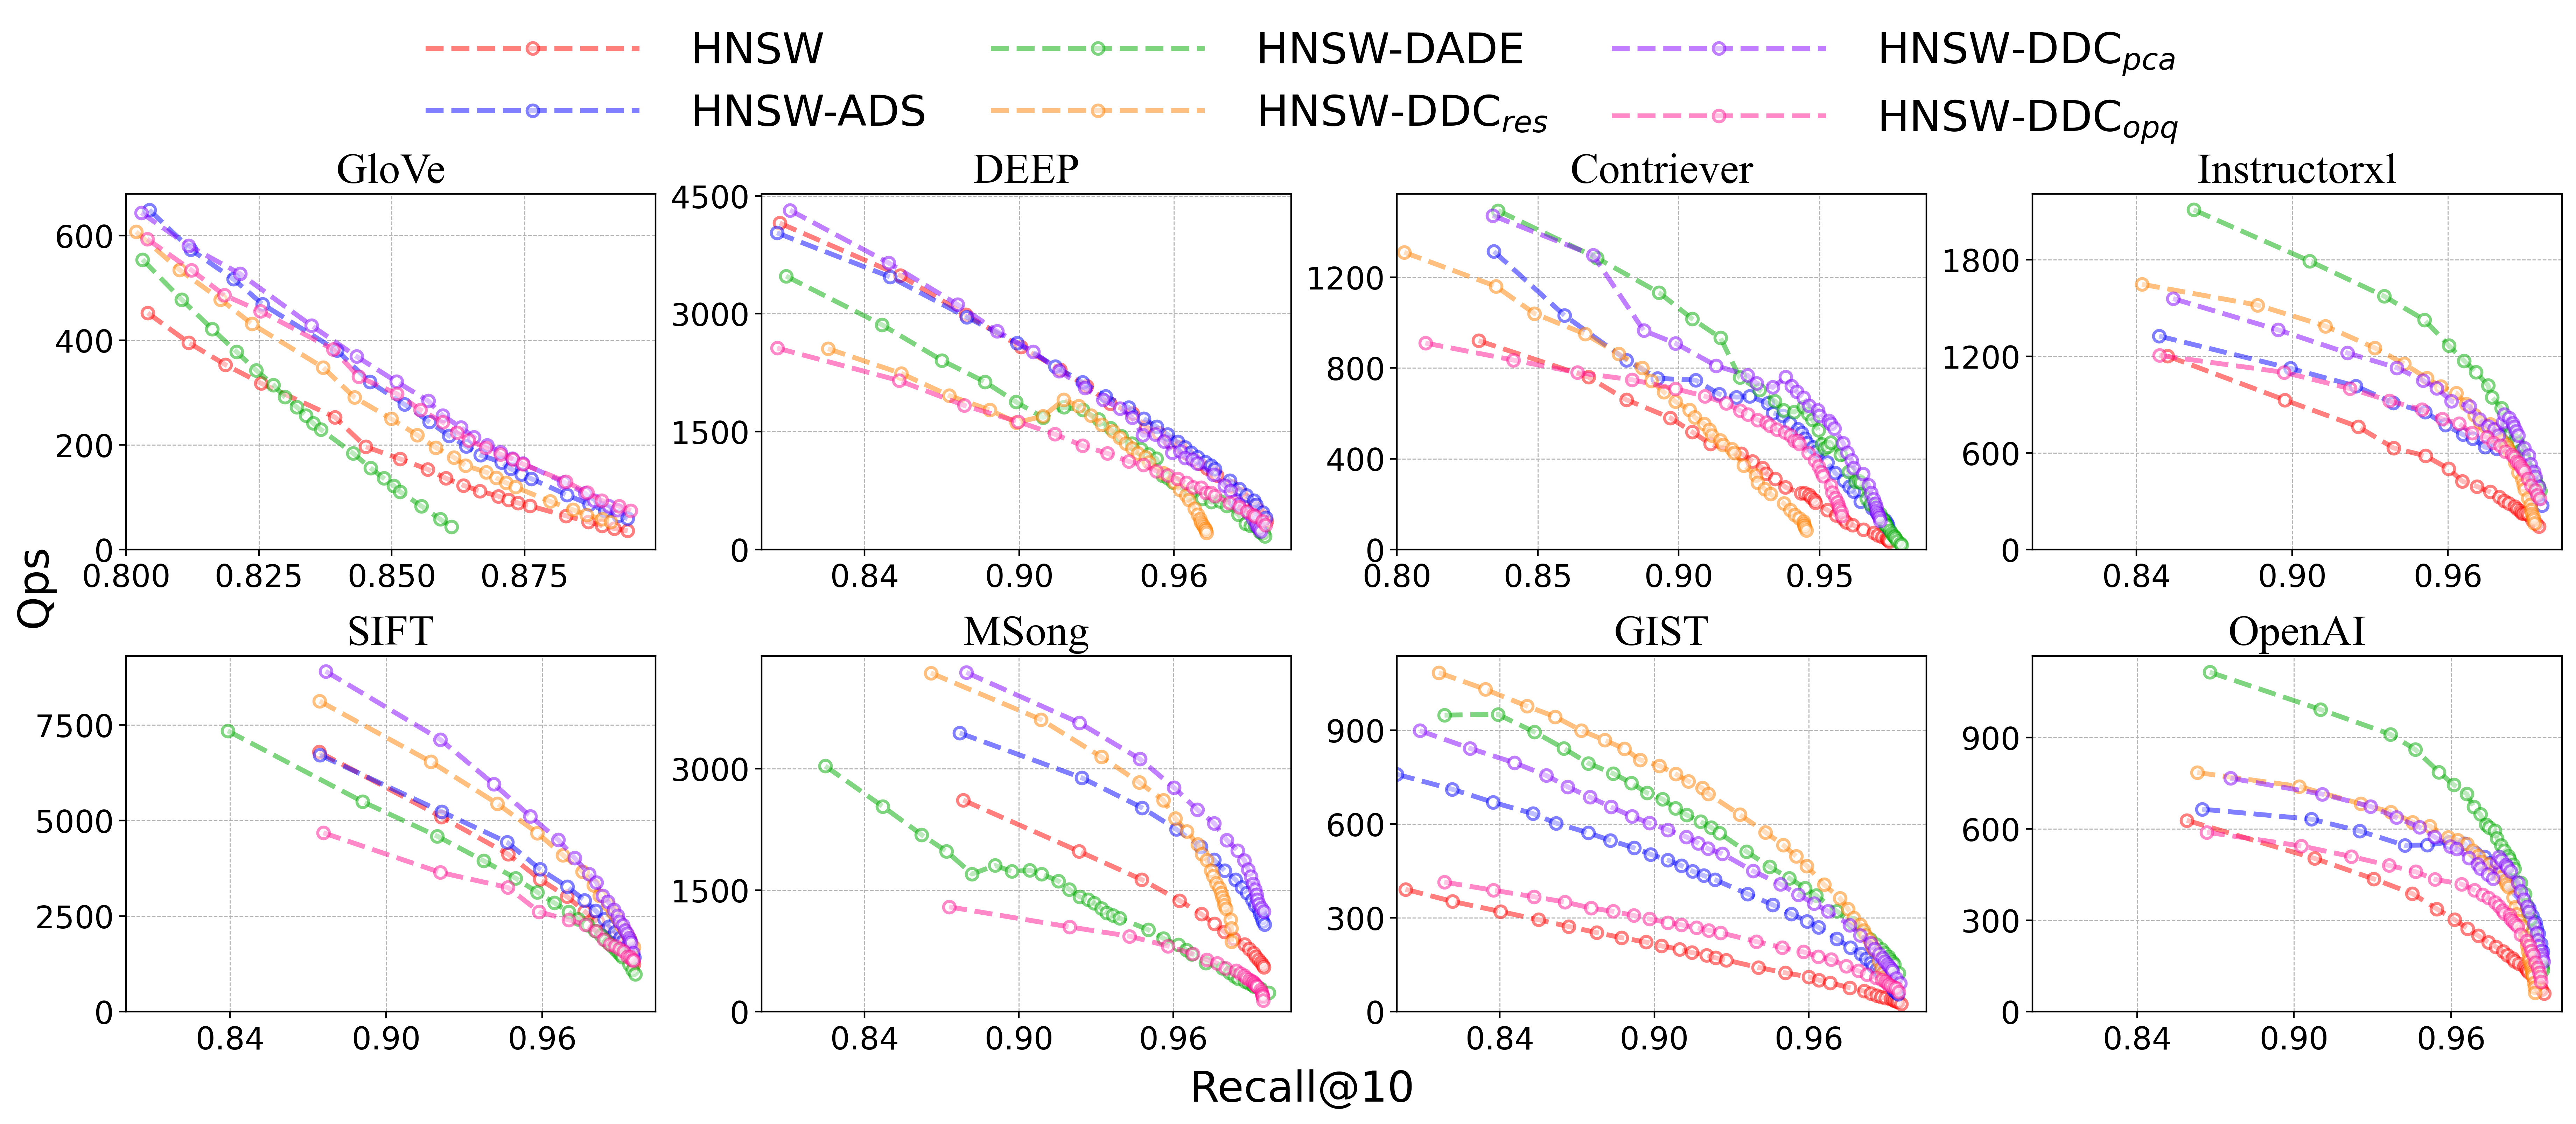 HNSW HNSW-DADE HNSW-DDCpca
HNSW-ADS HNSW-DDCres HNSW-DDCopq
GloVe DEEP Contriever Instructorxl
600 4500 1200 1800
400 3000 800 1200
200 1500 400 600
0 0 0 0
0.800 0.825 0.850 0.875 0.84 0.90 0.96 0.80 0.85 0.90 0.95 0.84 0.90 0.96
Qps
SIFT MSong GIST OpenAI
7500 3000 900 900
5000 1500 600 600
2500 0 300 300
0 0 0
0.84 0.90 0.96 0.84 0.90 0.96 0.84 0.90 0.96 0.84 0.90 0.96
Recall@10